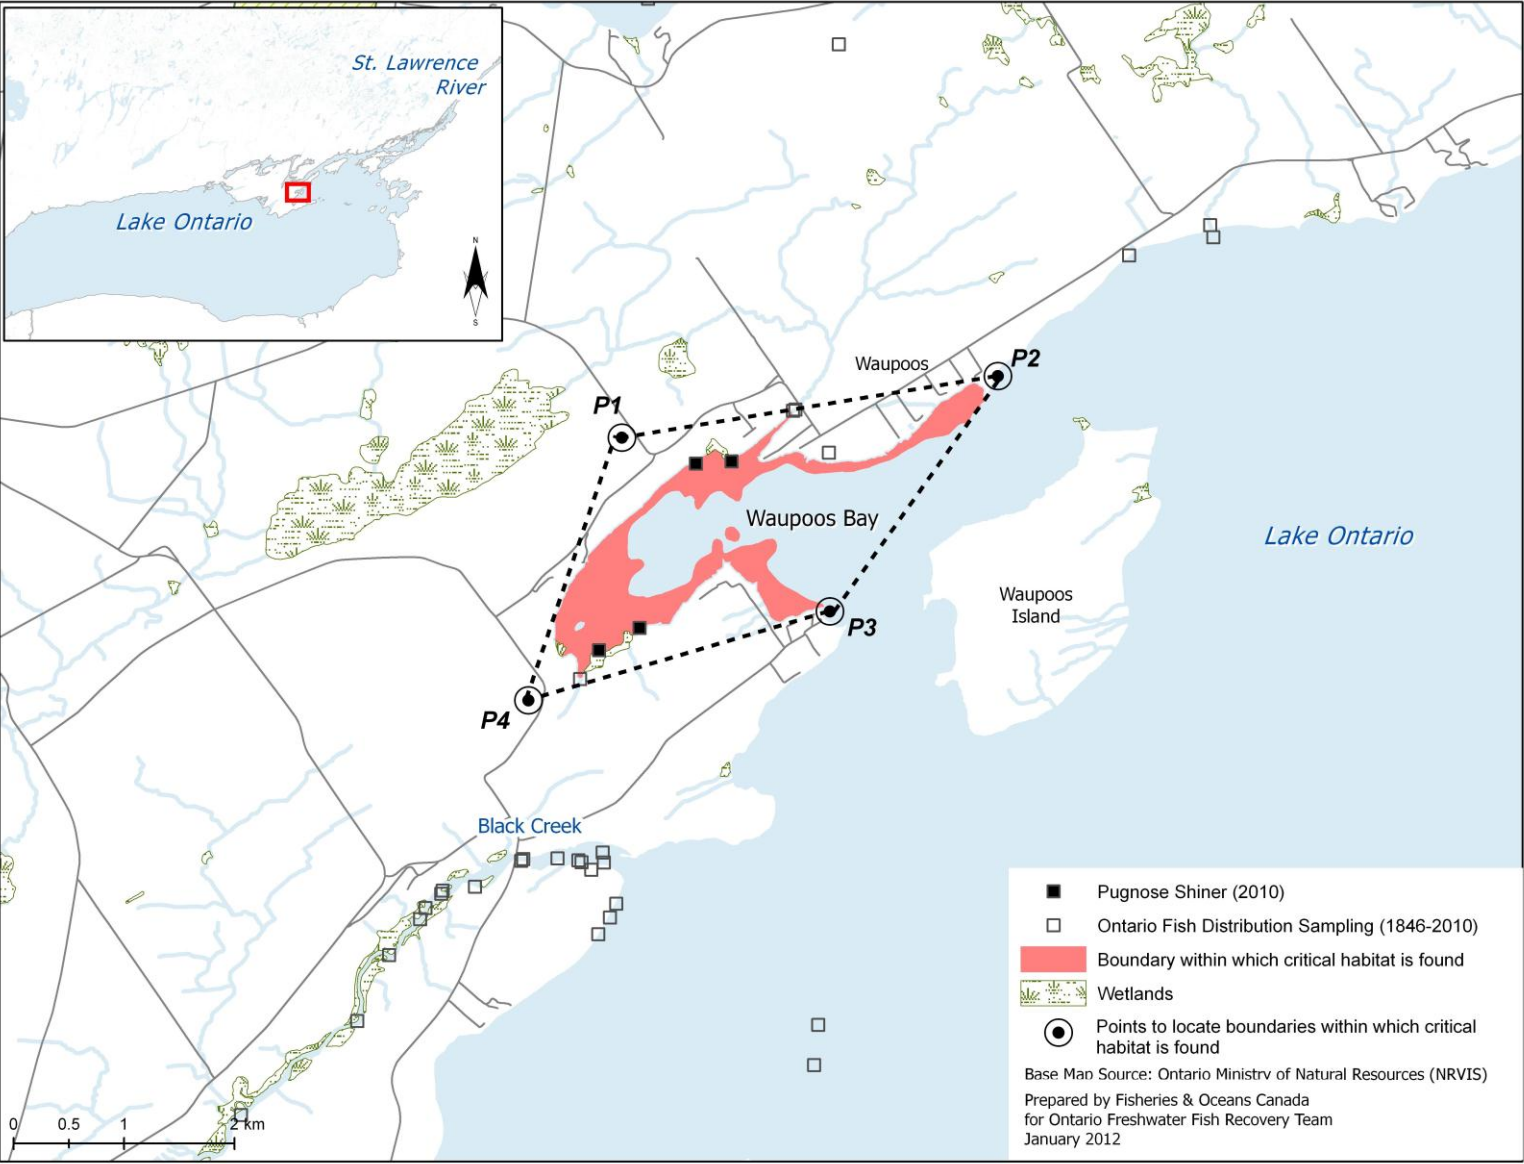 St. Lawrence
River
Lake Ontario
N
S
Waupoos
P2
P1
Waupoos Bay
Lake Ontario
Waupoos
Island
P3
P4
Black Creek
Pugnose Shiner (2010)
Ontario Fish Distribution Sampling (1846-2010)
Boundary within which critical habitat is found
Wetlands
Points to locate boundaries within which critical
habitat is found
Base Map Source: Ontario Ministry of Natural Resources (NRVIS)
Prepared by Fisheries & Oceans Canada
for Ontario Freshwater Fish Recovery Team
January 2012
0 0.5 1 2 km